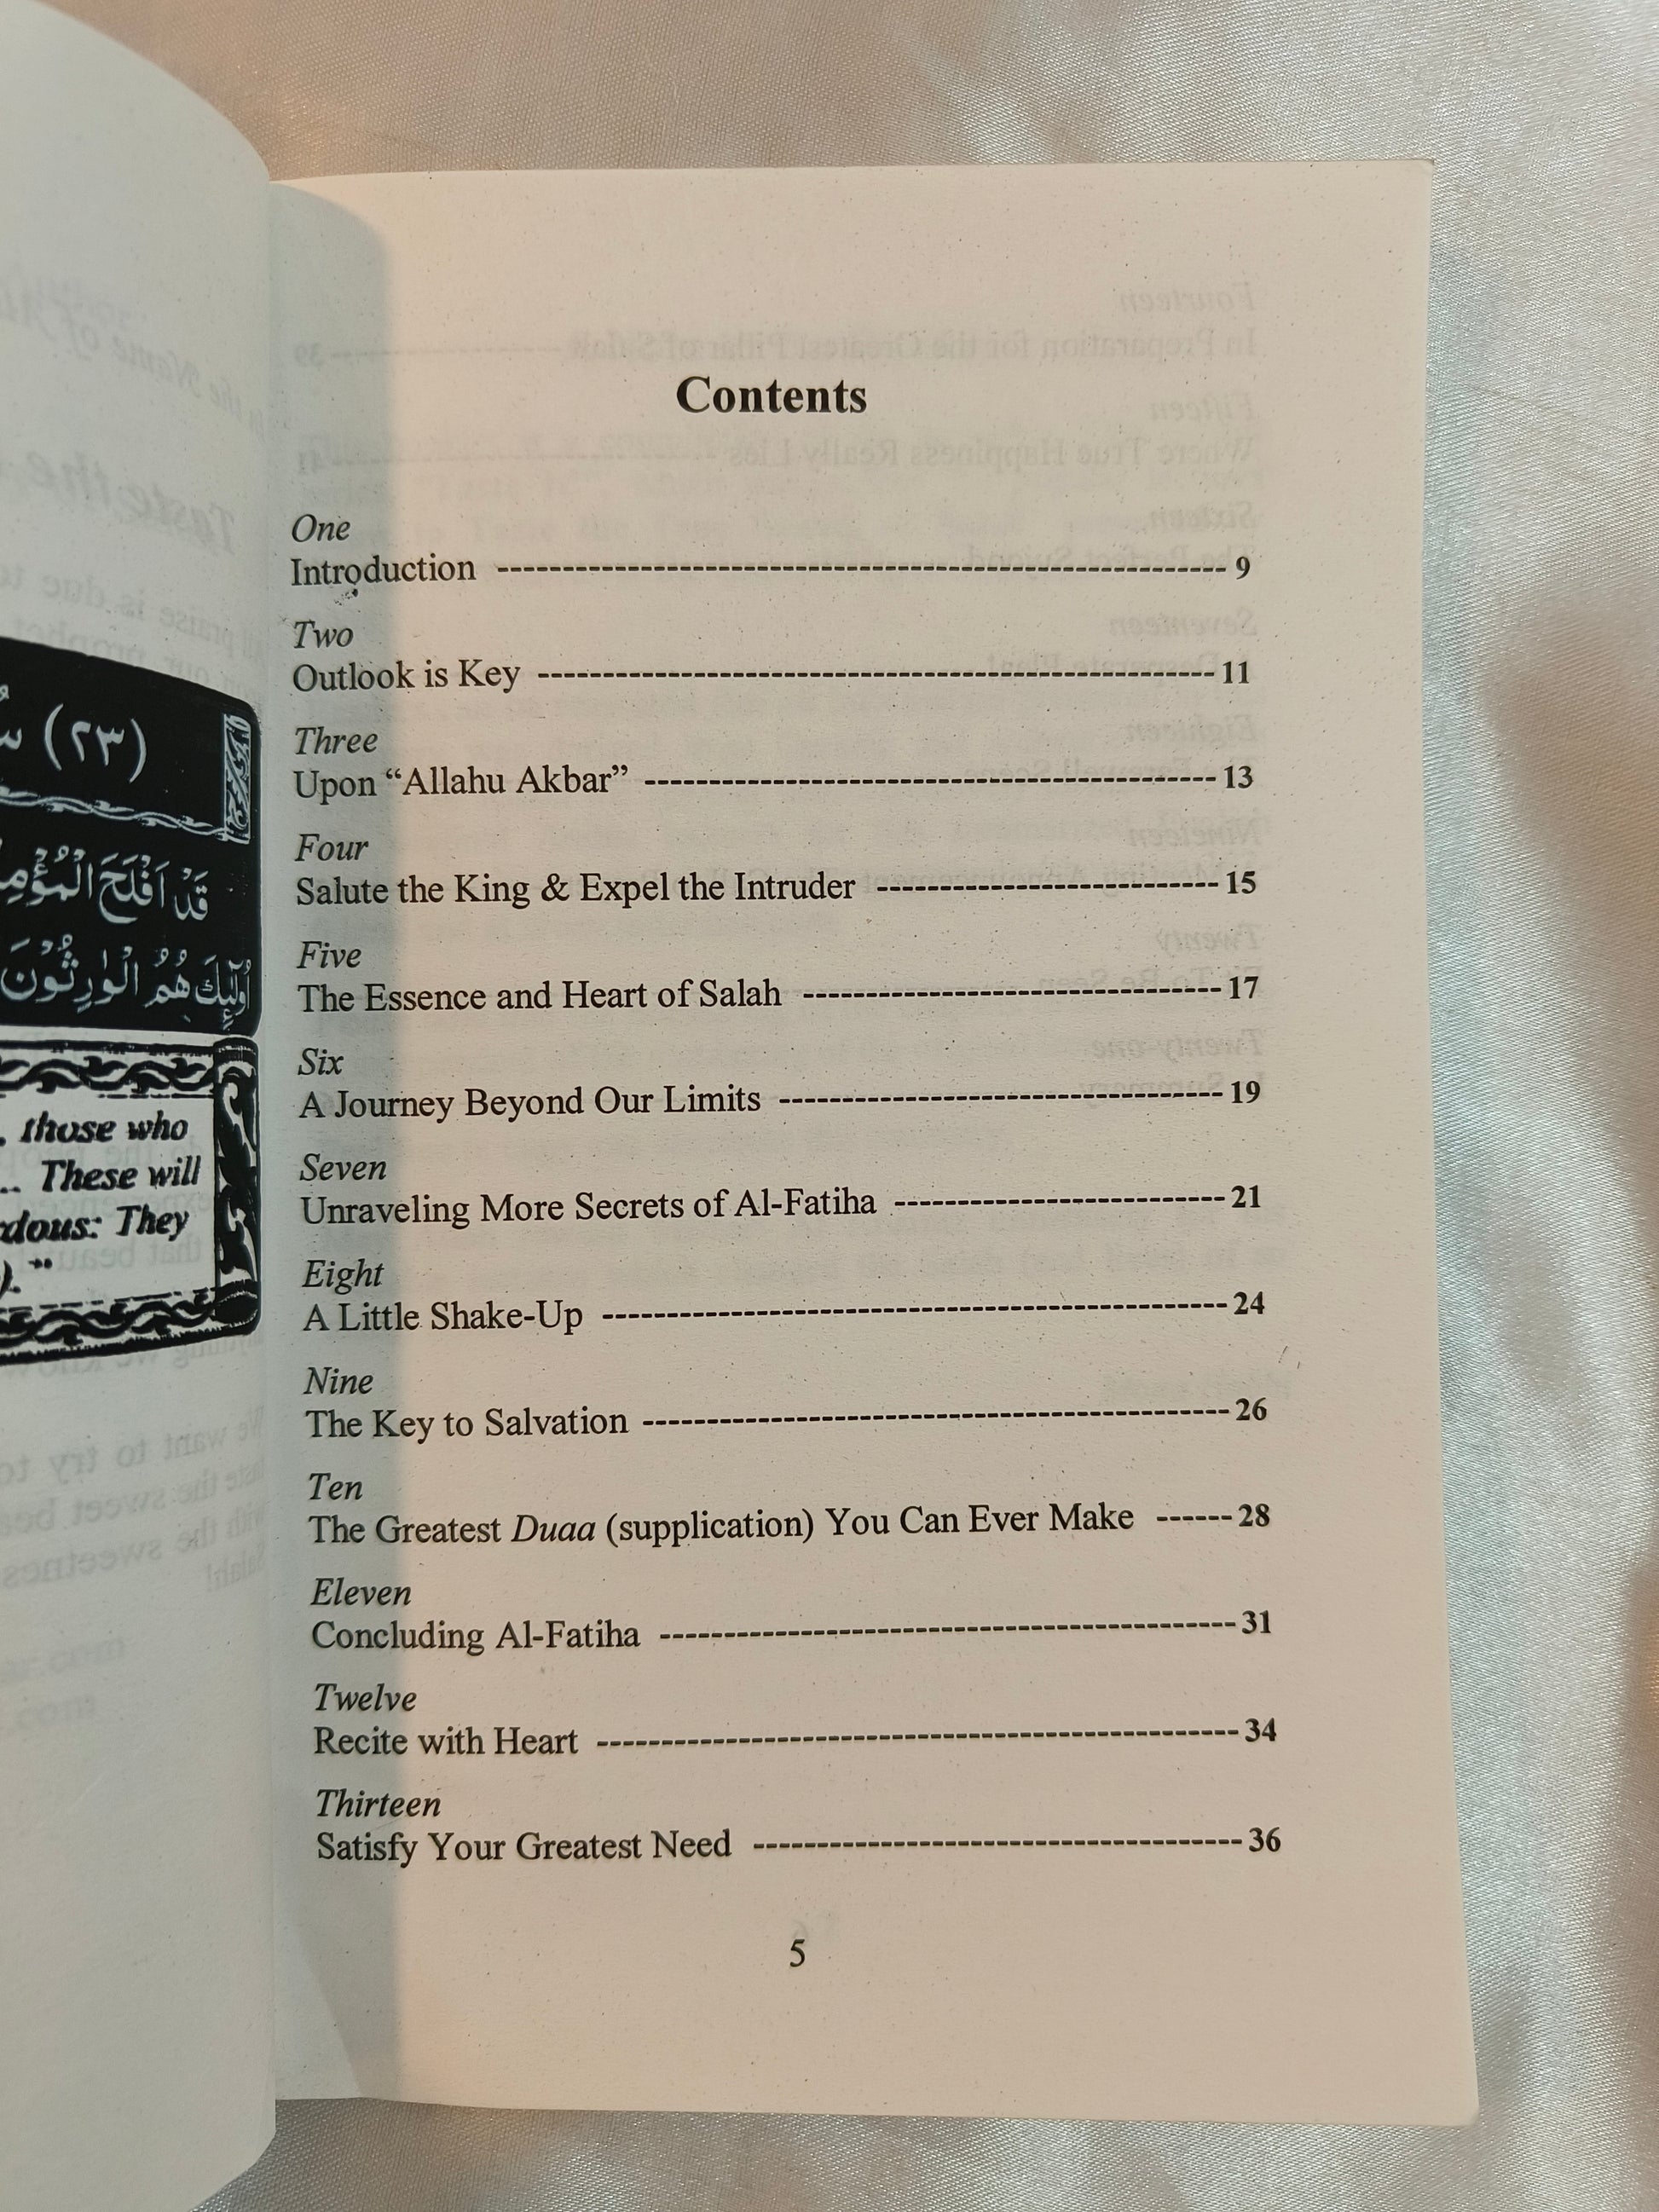 (٢٣)
قَدْ اَفْلَحَ
اُولٰٓئِكَ هُمُ الْوٰرِثُوْنَ
those who
.. These will
They
Contents
One
Introduction ---------- 9
Two
Outlook is Key ---------- 11
Three
Upon “Allahu Akbar” ---------- 13
Four
Salute the King & Expel the Intruder ---------- 15
Five
The Essence and Heart of Salah ---------- 17
Six
A Journey Beyond Our Limits ---------- 19
Seven
Unraveling More Secrets of Al-Fatiha ---------- 21
Eight
A Little Shake-Up ---------- 24
Nine
The Key to Salvation ---------- 26
Ten
The Greatest Duaa (supplication) You Can Ever Make ------ 28
Eleven
Concluding Al-Fatiha ---------- 31
Twelve
Recite with Heart ---------- 34
Thirteen
Satisfy Your Greatest Need ---------- 36
5